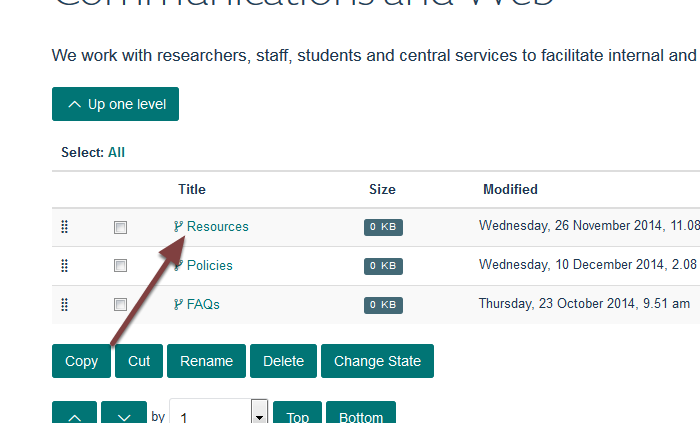 Communications and Web
We work with researchers, staff, students and central services to facilitate internal and
Up one level
Select: All
Title Size Modified
Resources 0 KB Wednesday, 26 November 2014, 11.08
Policies 0 KB Wednesday, 10 December 2014, 2.08
FAQs 0 KB Thursday, 23 October 2014, 9.51 am
Copy Cut Rename Delete Change State
by 1 Top Bottom